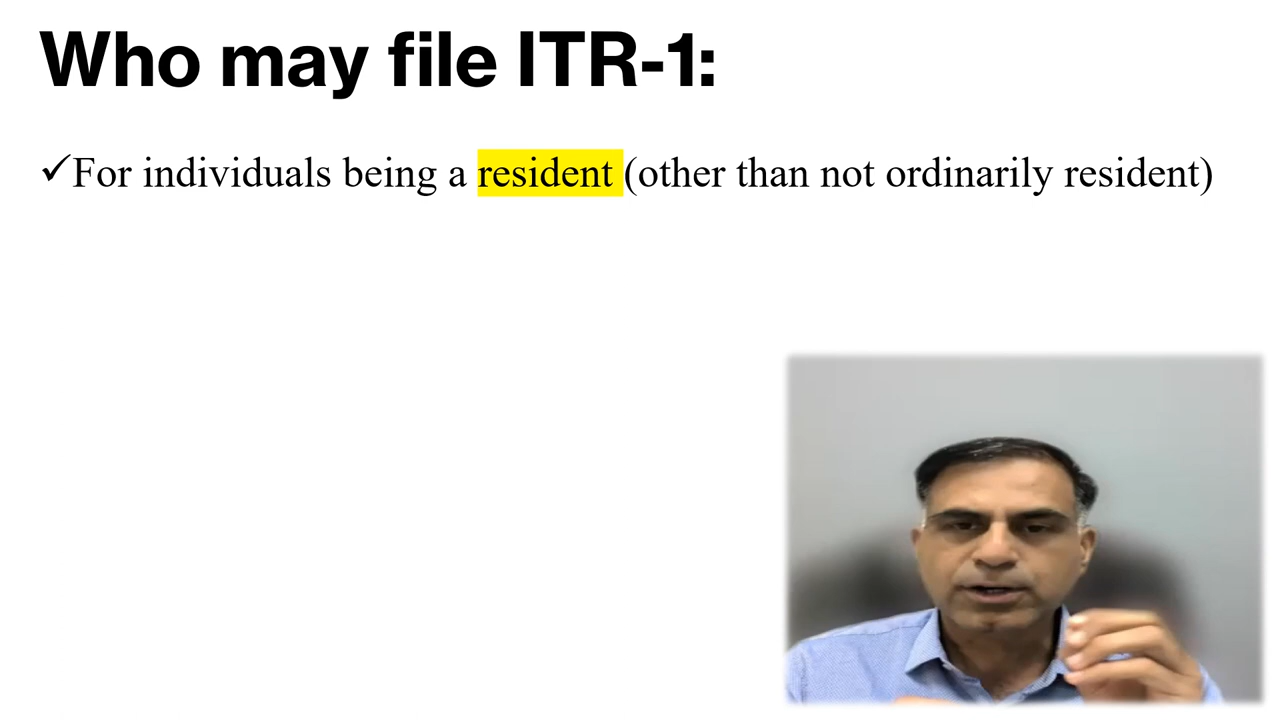 Who may file ITR-1:
✓For individuals being a resident (other than not ordinarily resident)